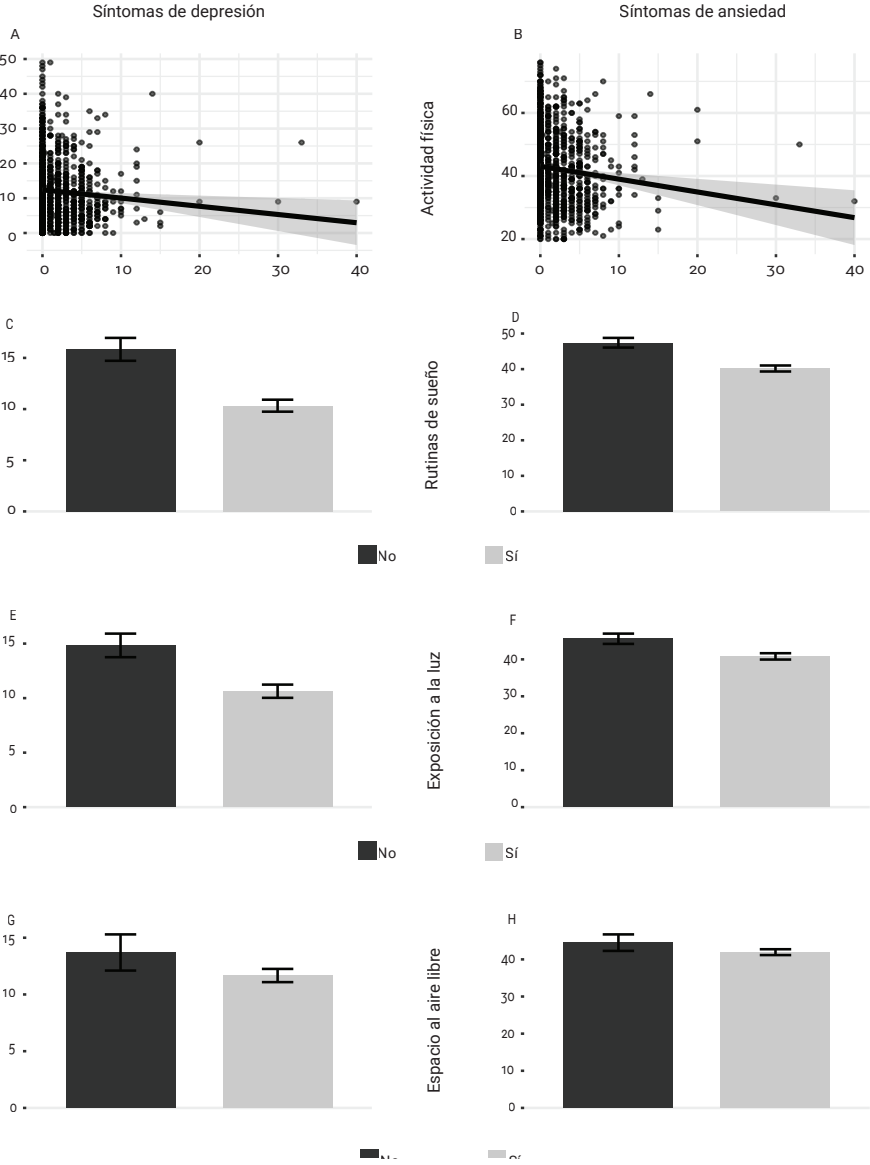 Síntomas de depresión
Síntomas de ansiedad
A
B
50
40
30
20
10
0
0
10
20
30
40
Actividad física
60
40
20
0
10
20
30
40
C
15
10
5
0
Rutinas de sueño
D
50
40
30
20
10
0
No
Sí
E
15
10
5
0
Exposición a la luz
F
40
30
20
10
0
No
Sí
G
15
10
5
0
Espacio al aire libre
H
40
30
20
10
0
No
Sí